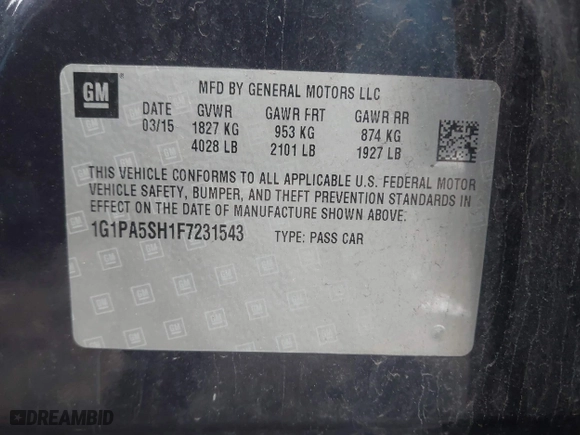 GM
MFD BY GENERAL MOTORS LLC
DATE GVWR GAWR FRT GAWR RR
03/15 1827 KG 953 KG 874 KG
4028 LB 2101 LB 1927 LB
THIS VEHICLE CONFORMS TO ALL APPLICABLE U.S. FEDERAL MOTOR
VEHICLE SAFETY, BUMPER, AND THEFT PREVENTION STANDARDS IN
EFFECT ON THE DATE OF MANUFACTURE SHOWN ABOVE.
1G1PA5SH1F7231543 TYPE: PASS CAR
DREAMBID